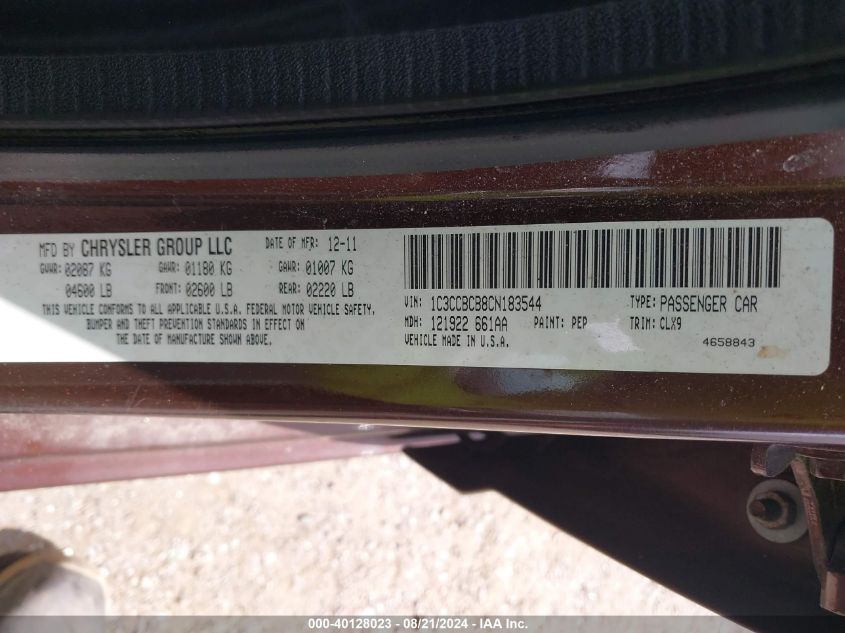 MFD BY CHRYSLER GROUP LLC DATE OF MFR: 12-11
GVWR: 02087 KG GAWR: 01180 KG GAWR: 01007 KG
04600 LB FRONT: 02600 LB REAR: 02220 LB
THIS VEHICLE CONFORMS TO ALL APPLICABLE U.S.A. FEDERAL MOTOR VEHICLE SAFETY,
BUMPER AND THEFT PREVENTION STANDARDS IN EFFECT ON
THE DATE OF MANUFACTURE SHOWN ABOVE.
VIN: 1C3CCBCB8CN183544 TYPE: PASSENGER CAR
MDH: 121922 661AA PAINT: PEP TRIM: CLX9
VEHICLE MADE IN U.S.A. 4658843
000-40128023 - 08/21/2024 - IAA Inc.